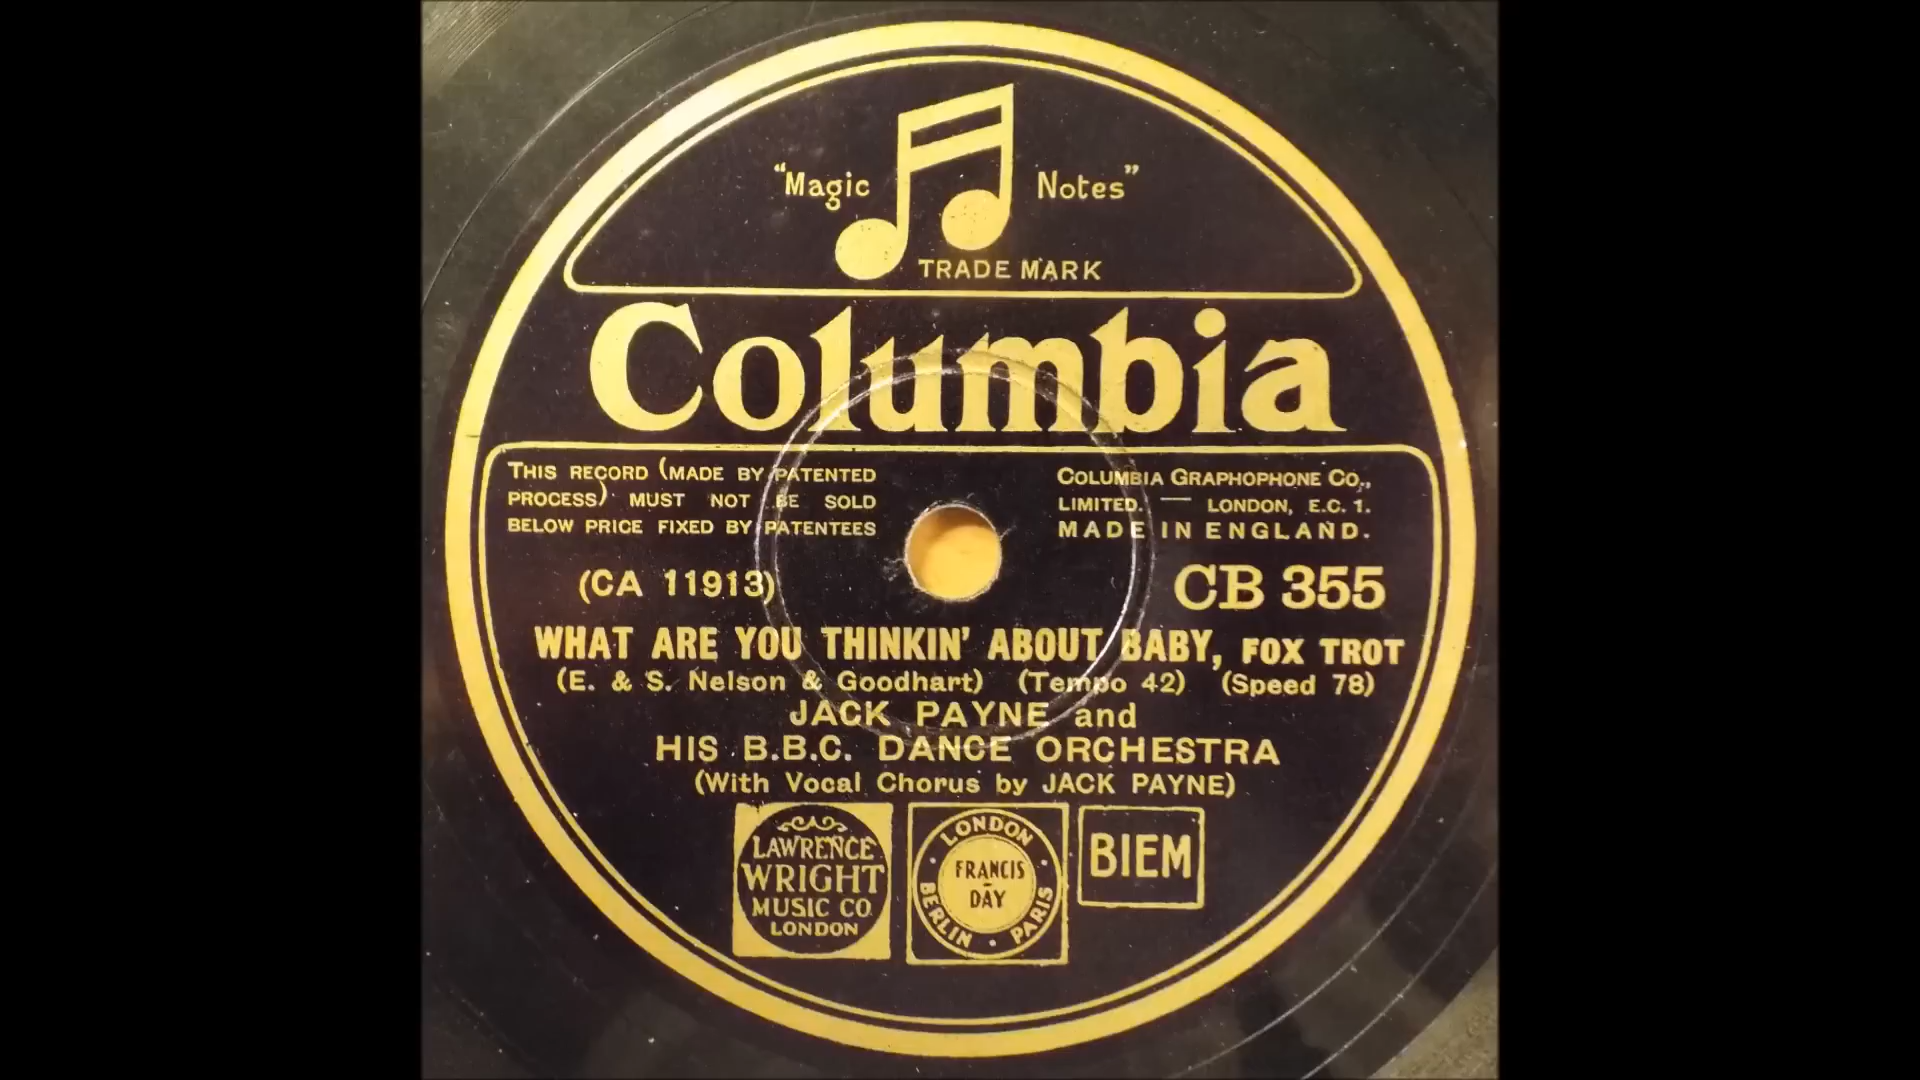 "Magic Notes"
TRADE MARK
Columbia
THIS RECORD (MADE BY PATENTED
PROCESS) MUST NOT BE SOLD
BELOW PRICE FIXED BY PATENTEES
COLUMBIA GRAPHOPHONE CO.,
LIMITED. — LONDON, E.C. 1.
MADE IN ENGLAND.
(CA 11913)
CB 355
WHAT ARE YOU THINKIN' ABOUT BABY, FOX TROT
(E. & S. Nelson & Goodhart) (Tempo 42) (Speed 78)
JACK PAYNE and
HIS B.B.C. DANCE ORCHESTRA
(With Vocal Chorus by JACK PAYNE)
LAWRENCE
WRIGHT
MUSIC CO.
LONDON
LONDON
FRANCIS-
DAY
BERLIN · PARIS
BIEM